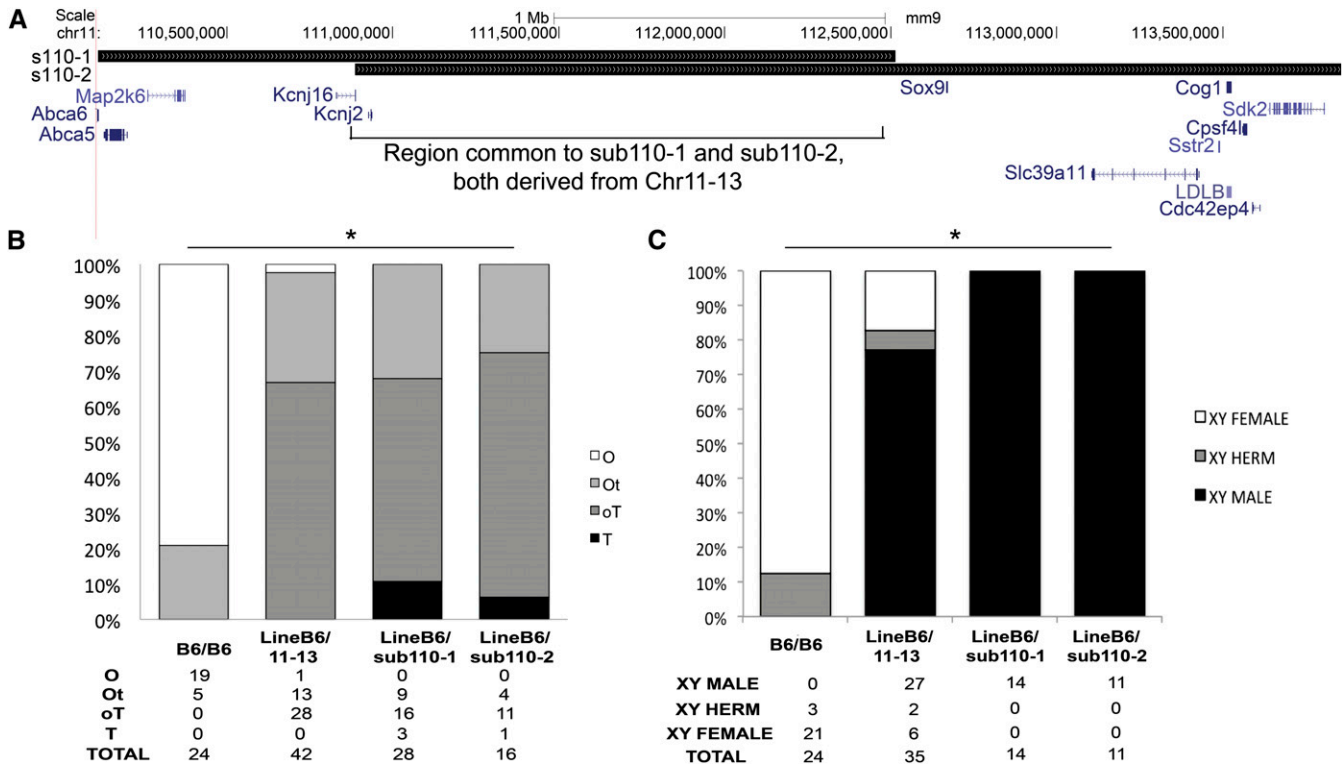 A
Scale
1 Mb
mm9
chr11:
110,500,000
111,000,000
111,500,000
112,000,000
112,500,000
113,000,000
113,500,000
s110-1
s110-2
Map2k6
Kcnj16
Sox9
Cog1
Abca6
Kcnj2
Sdk2
Abca5
Cpsf4l
Sstr2
Region common to sub110-1 and sub110-2,
both derived from Chr11-13
Slc39a11
LDLB
Cdc42ep4
B
*
100%
90%
80%
70%
60%
50%
40%
30%
20%
10%
0%
O
Ot
oT
T
B6/B6
LineB6/
11-13
LineB6/
sub110-1
LineB6/
sub110-2
O 19 1 0 0
Ot 5 13 9 4
oT 0 28 16 11
T 0 0 3 1
TOTAL 24 42 28 16
C
*
100%
90%
80%
70%
60%
50%
40%
30%
20%
10%
0%
XY FEMALE
XY HERM
XY MALE
B6/B6
LineB6/
11-13
LineB6/
sub110-1
LineB6/
sub110-2
XY MALE 0 27 14 11
XY HERM 3 2 0 0
XY FEMALE 21 6 0 0
TOTAL 24 35 14 11